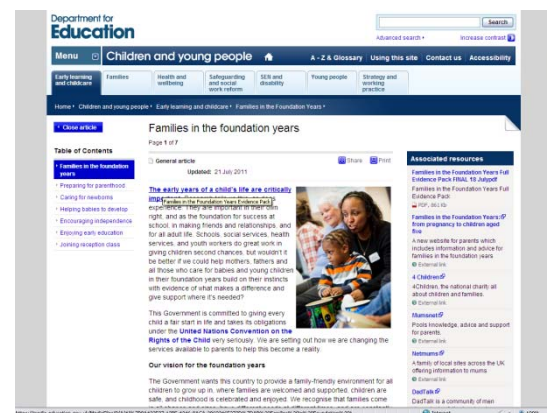 Department for
Education
Search
Advanced search
Increase contrast
Menu
Children and young people
A - Z & Glossary
Using this site
Contact us
Accessibility
Early learning
and childcare
Families
Health and
wellbeing
Safeguarding
and social
work reform
SEN and
disability
Young people
Strategy and
working
practice
Home
Children and young people
Early learning and childcare
Families in the Foundation Years
Close article
Families in the foundation years
Page 1 of 7
Table of Contents
Families in the foundation
years
Preparing for parenthood
Caring for newborns
Helping babies to develop
Encouraging independence
Enjoying early education
Joining reception class
General article
Share
Print
Updated: 21 July 2011
The early years of a child's life are critically
Families in the Foundation Years Evidence Pack
experience. They are important in their own
right, and as the foundation for success at
school, in making friends and relationships, and
for all adult life. Schools, social services, health
services, and youth workers do great work in
giving children second chances, but wouldn't it
be better if we could help mothers, fathers and
all those who care for babies and young children
in their foundation years build on their instincts
with evidence of what makes a difference and
give support where it's needed?
This Government is committed to giving every
child a fair start in life and takes its obligations
under the United Nations Convention on the
Rights of the Child very seriously. We are setting out how we are changing the
services available to parents to help this become a reality.
Our vision for the foundation years
The Government wants this country to provide a family-friendly environment for all
children to grow up in, where families are welcomed and supported, children are
safe, and childhood is celebrated and enjoyed. We recognise that families come
Associated resources
Families in the Foundation Years Full
Evidence Pack FINAL 18 Julypdf
Families in the Foundation Years Full
Evidence Pack
PDF,
Families in the Foundation Years:
from pregnancy to children aged
five
A new website for parents which
includes information and advice for
families in the foundation years
External link
4 Children
4Children, the national charity all
about children and families.
External link
Mumsnet
Pools knowledge, advice and support
for parents.
External link
Netmums
A family of local sites across the UK
offering information to mums
External link
DadTalk
DadTalk is a community of men